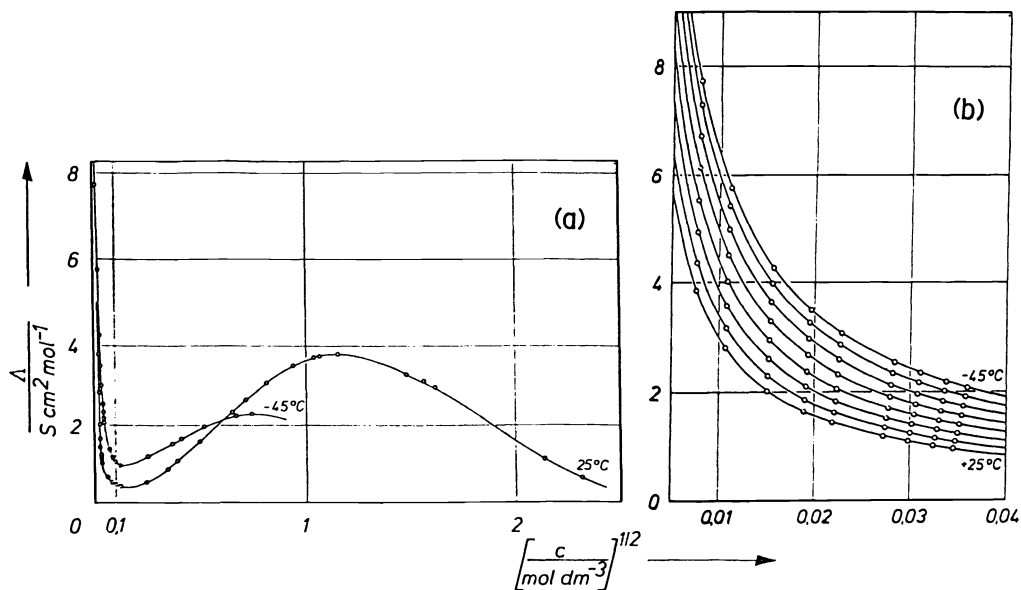 8
6
4
2
0
0,1
1
2
Λ
S cm² mol⁻¹
(a)
-45°C
25°C
8
6
4
2
0
0,01
0,02
0,03
0,04
(b)
-45°C
+25°C
[c / mol dm⁻³]^1/2